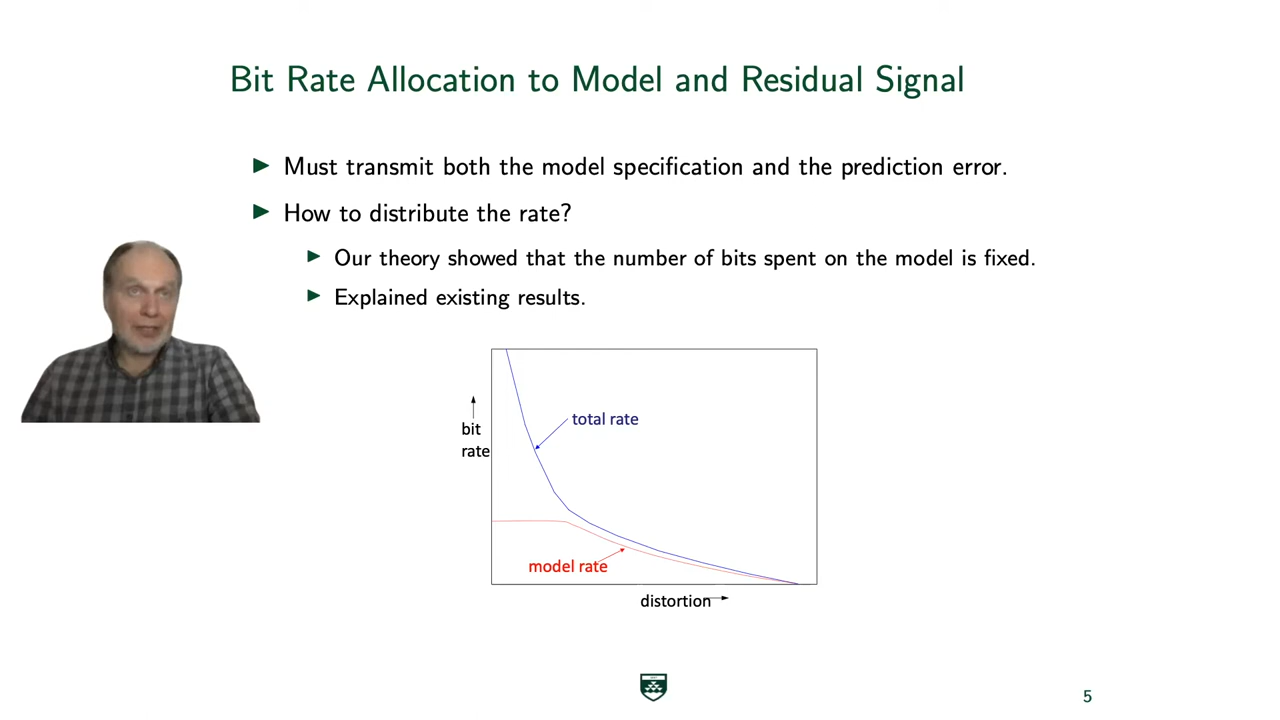 Bit Rate Allocation to Model and Residual Signal
Must transmit both the model specification and the prediction error.
How to distribute the rate?
Our theory showed that the number of bits spent on the model is fixed.
Explained existing results.
total rate
bit
rate
model rate
distortion
5